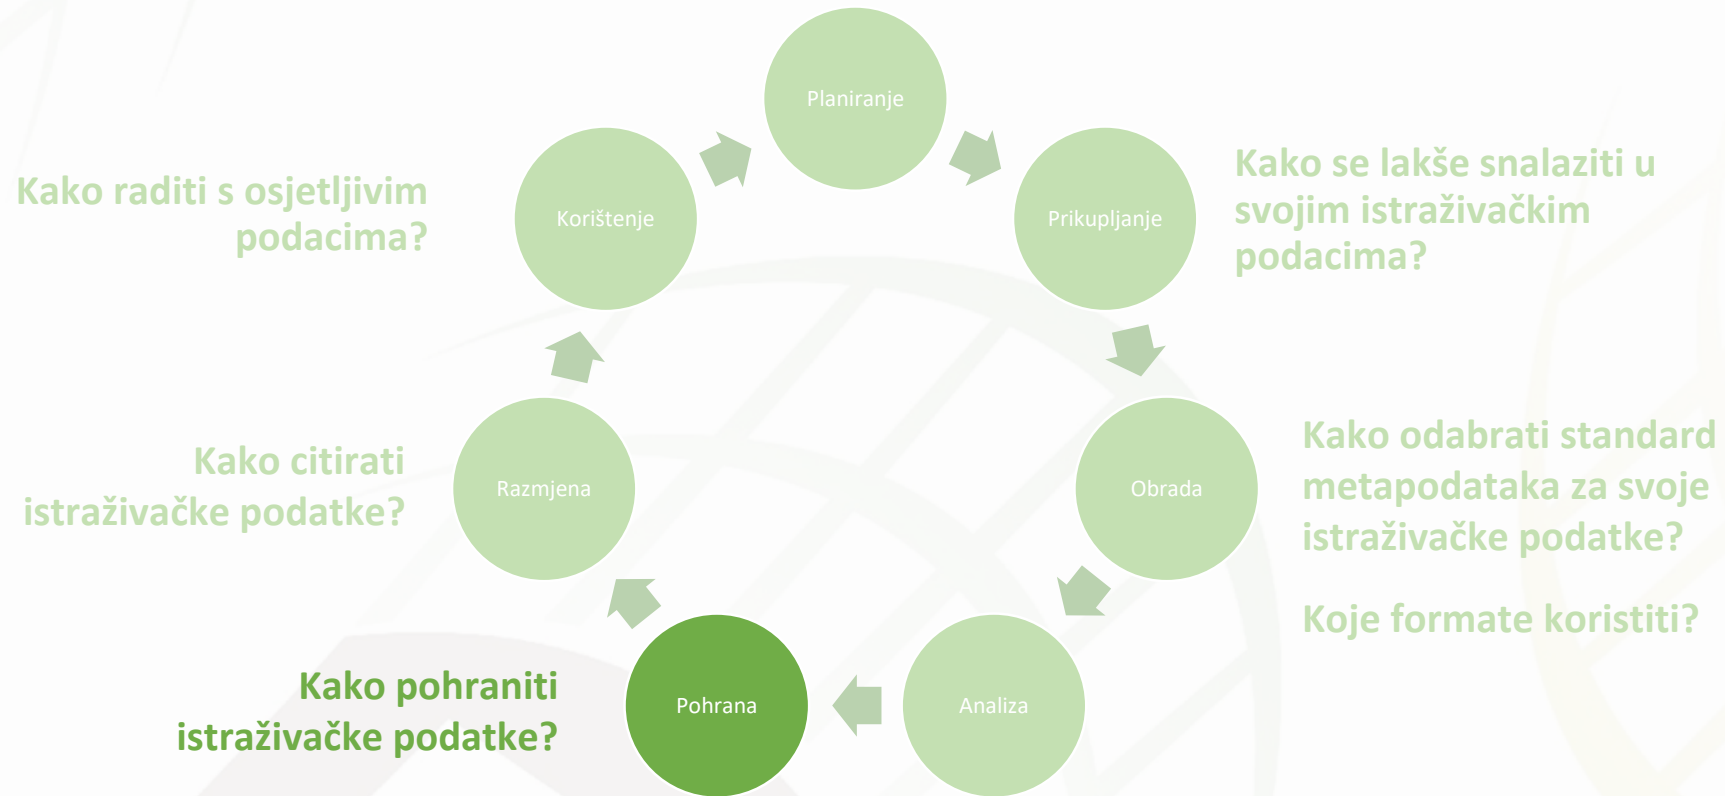 Planiranje
Kako raditi s osjetljivim
podacima?
Korištenje
Prikupljanje
Kako se lakše snalaziti u
svojim istraživačkim
podacima?
Kako citirati
istraživačke podatke?
Razmjena
Obrada
Kako odabrati standard
metapodataka za svoje
istraživačke podatke?
Koje formate koristiti?
Kako pohraniti
istraživačke podatke?
Pohrana
Analiza